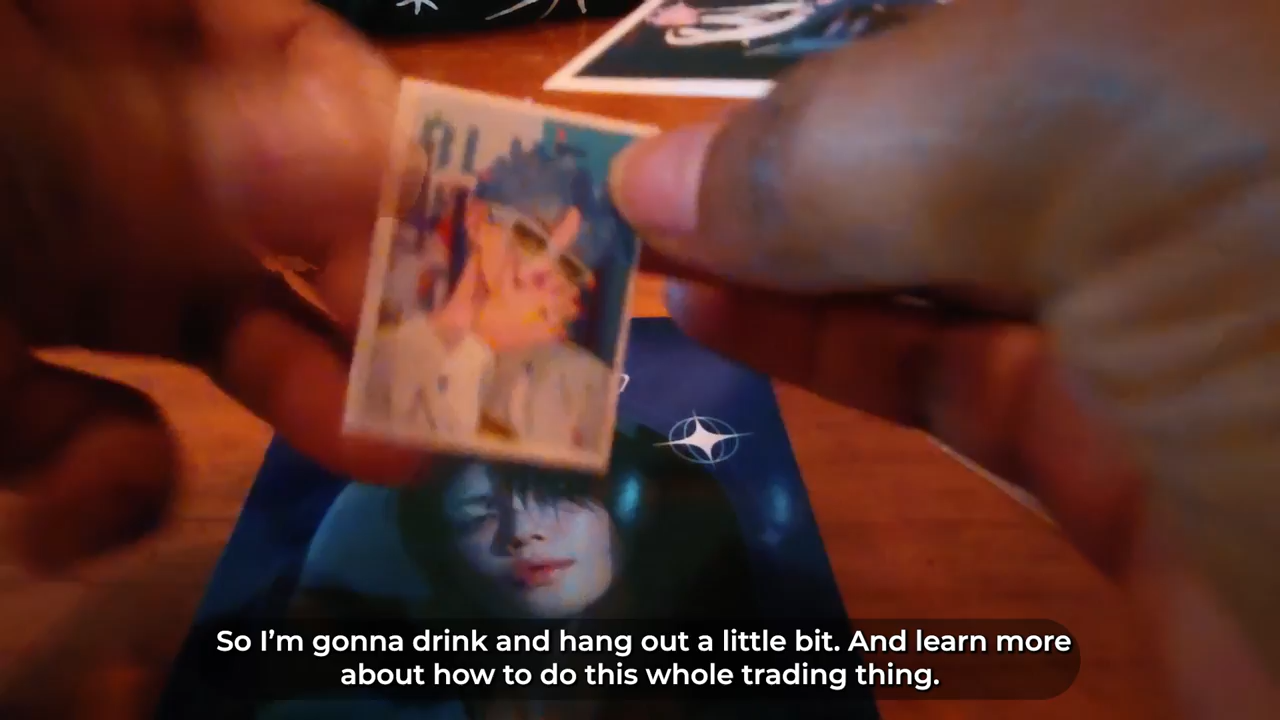 So I’m gonna drink and hang out a little bit. And learn more
about how to do this whole trading thing.